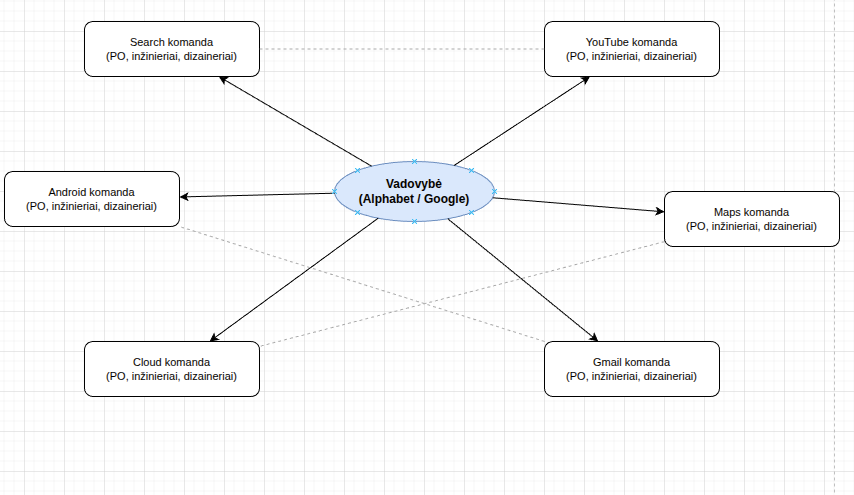 Search komanda
(PO, inžinieriai, dizaineriai)
YouTube komanda
(PO, inžinieriai, dizaineriai)
Vadovybė
(Alphabet / Google)
Android komanda
(PO, inžinieriai, dizaineriai)
Maps komanda
(PO, inžinieriai, dizaineriai)
Cloud komanda
(PO, inžinieriai, dizaineriai)
Gmail komanda
(PO, inžinieriai, dizaineriai)